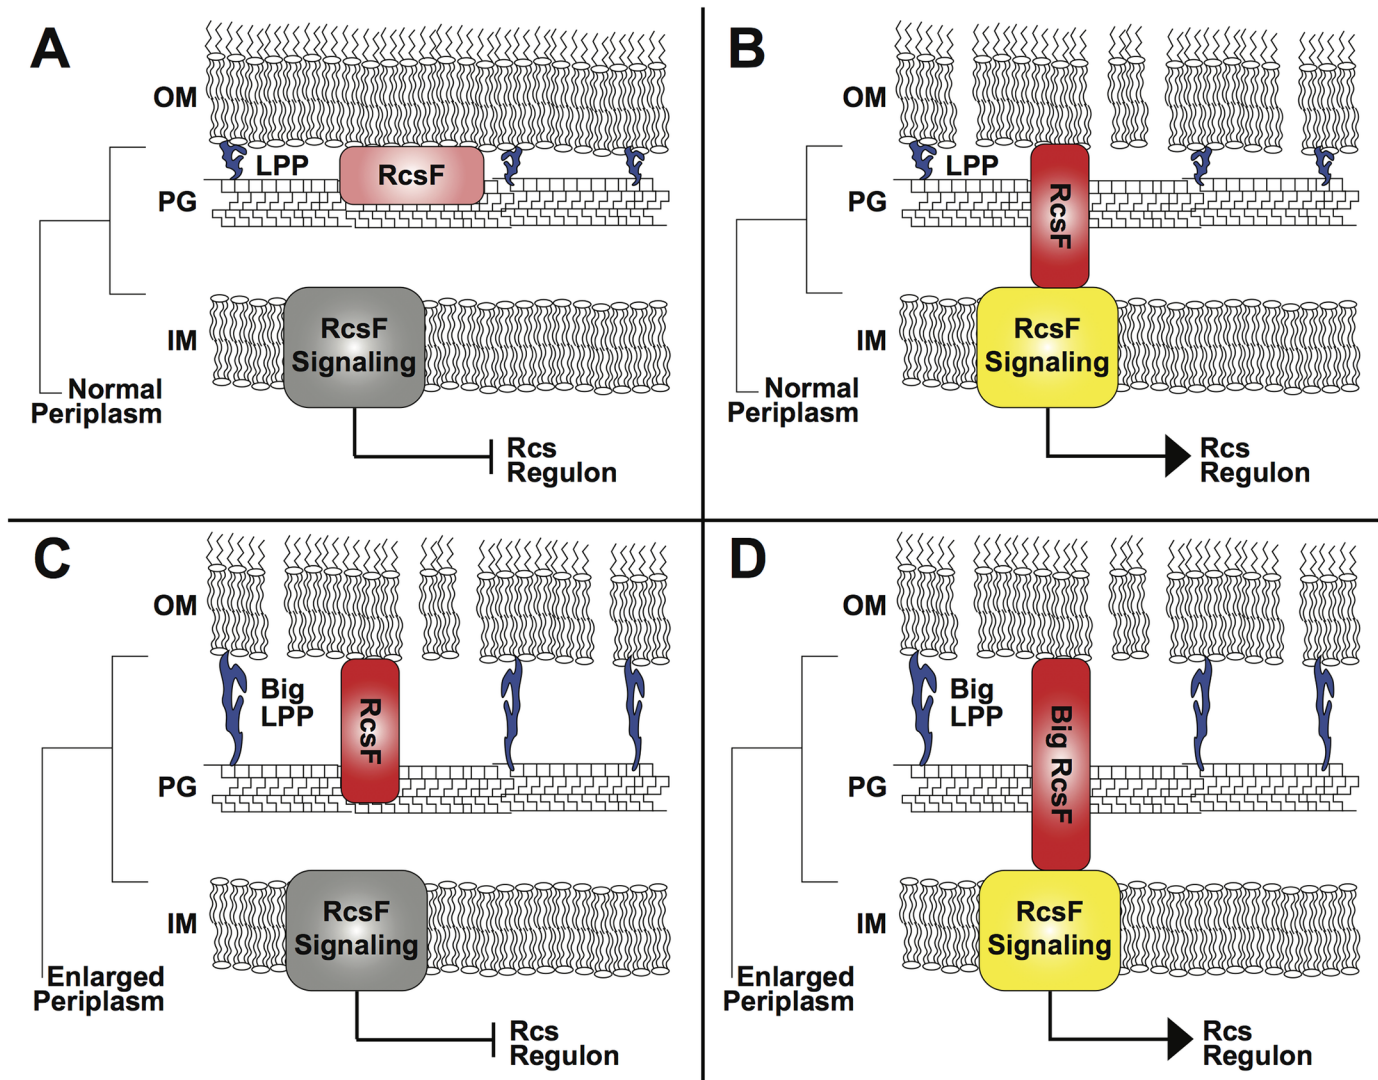 A
OM
LPP
RcsF
PG
RcsF
Signaling
IM
Normal
Periplasm
Rcs
Regulon
B
OM
LPP
RcsF
PG
RcsF
Signaling
IM
Normal
Periplasm
Rcs
Regulon
C
OM
Big
LPP
RcsF
PG
RcsF
Signaling
IM
Enlarged
Periplasm
Rcs
Regulon
D
OM
Big
LPP
Big RcsF
PG
RcsF
Signaling
IM
Enlarged
Periplasm
Rcs
Regulon